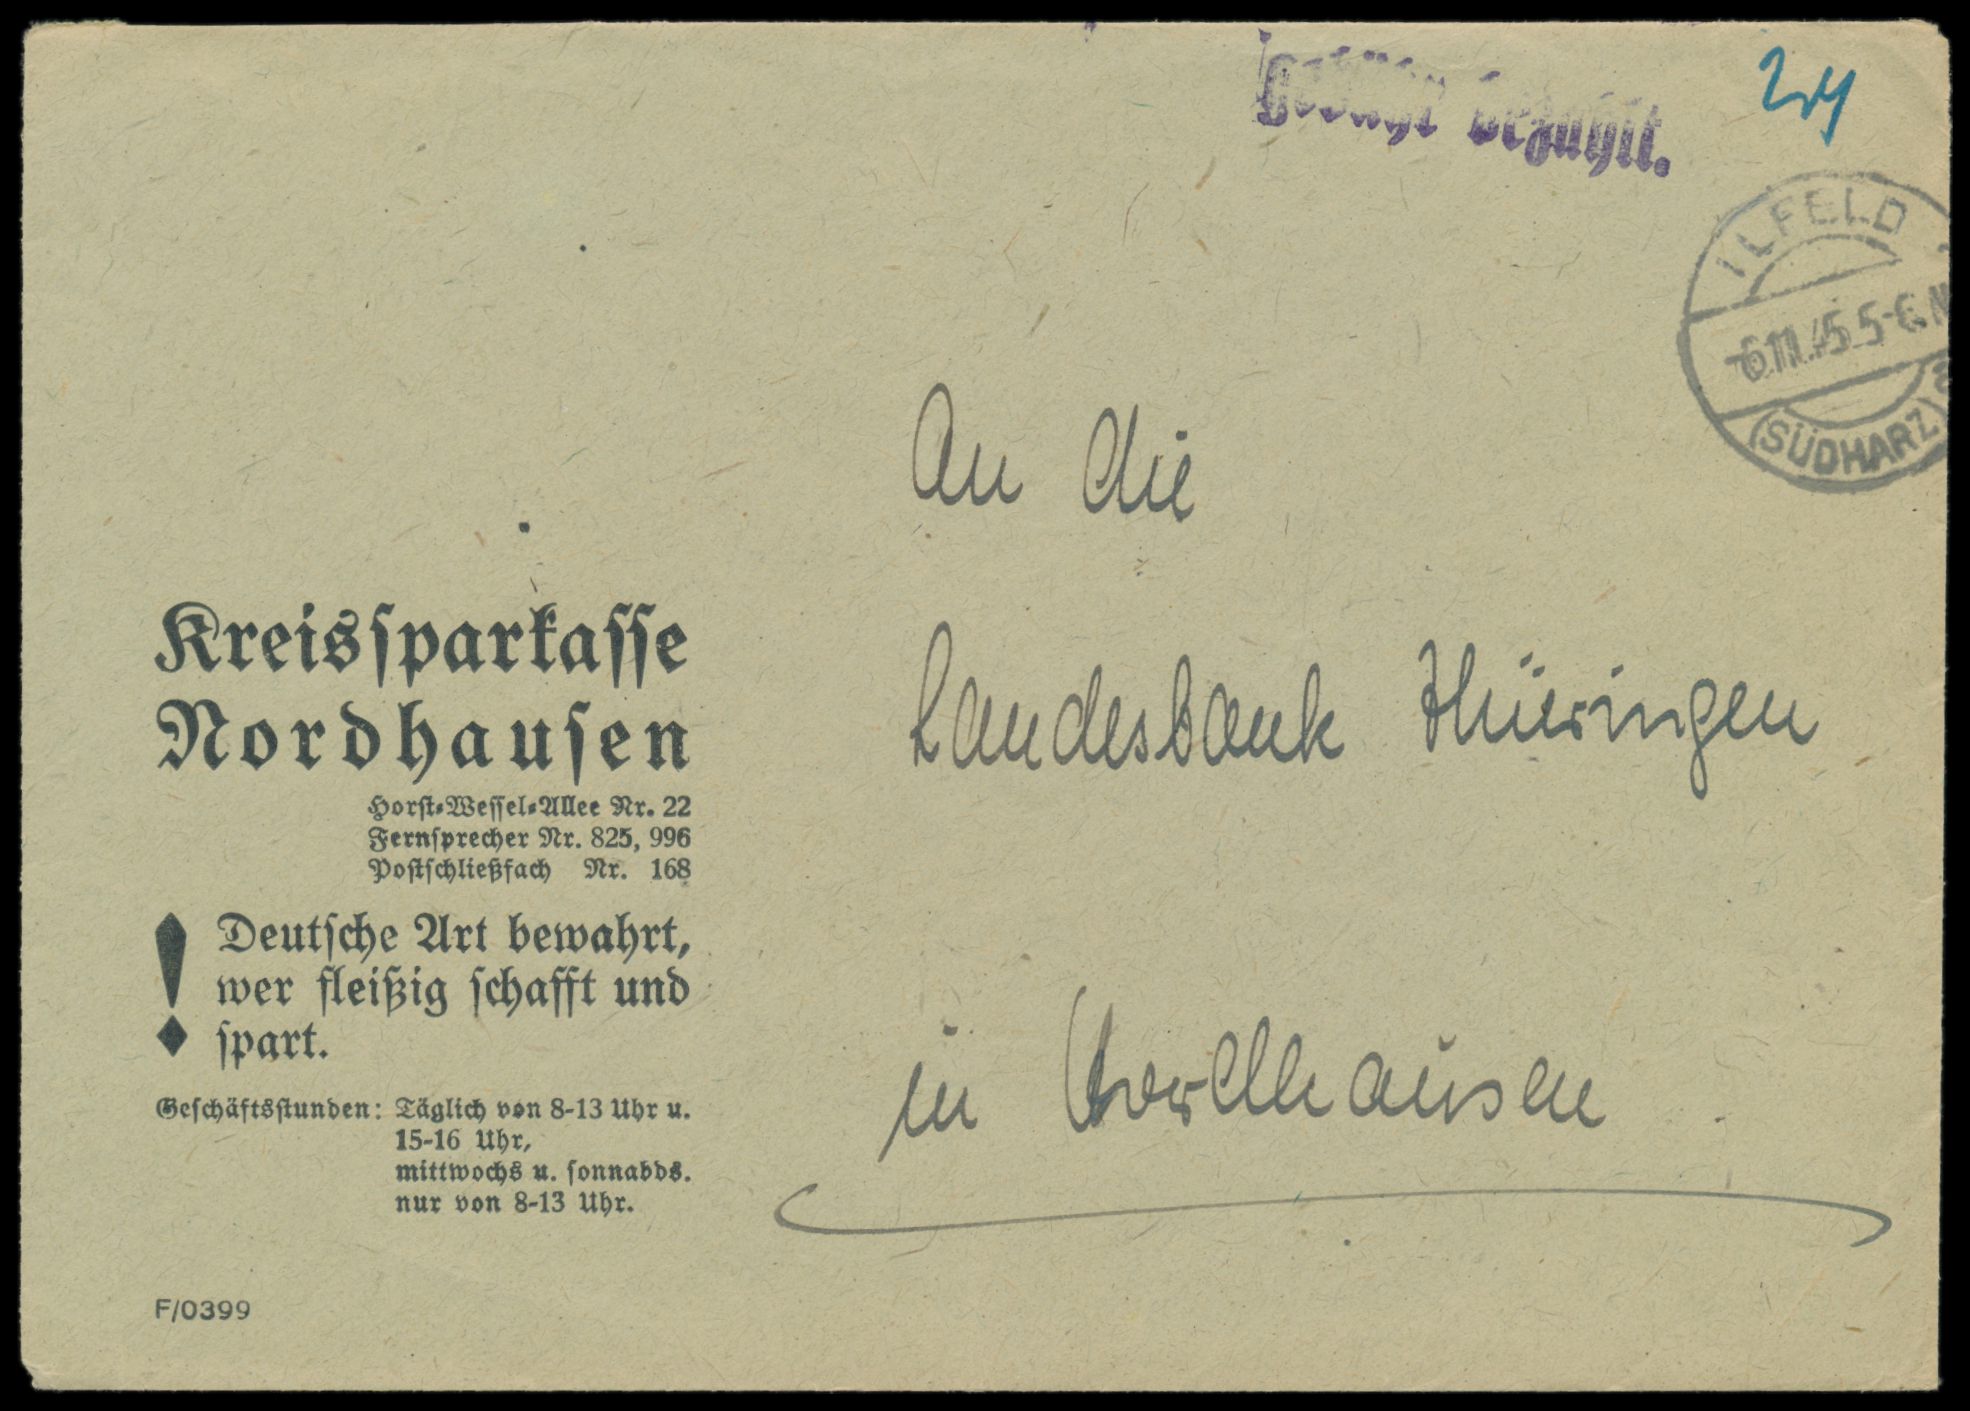 Gebühr bezahlt.
24
ILFELD
-6.11.45.5-6.N
a
(SÜDHARZ)
An die
Landesbank Thüringen
in Nordhausen
Kreissparkasse
Nordhausen
Horst-Wessel-Allee Nr. 22
Fernsprecher Nr. 825, 996
Postschließfach Nr. 168
! Deutsche Art bewahrt,
wer fleißig schafft und
spart.
Geschäftsstunden: Täglich von 8-13 Uhr u.
15-16 Uhr,
mittwochs u. sonnabds.
nur von 8-13 Uhr.
F/0399